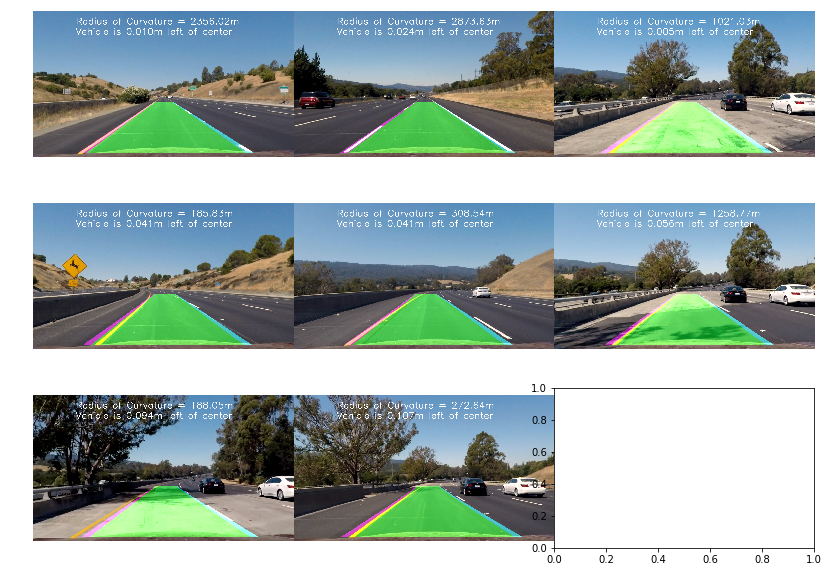 Radius of Curvature = 2356.02m
Vehicle is 0.010m left of center
Radius of Curvature = 2873.63m
Vehicle is 0.024m left of center
Radius of Curvature = 1021.03m
Vehicle is 0.005m left of center
Radius of Curvature = 165.83m
Vehicle is 0.041m left of center
Radius of Curvature = 308.54m
Vehicle is 0.041m left of center
Radius of Curvature = 1258.77m
Vehicle is 0.056m left of center
Radius of Curvature = 168.05m
Vehicle is 0.094m left of center
Radius of Curvature = 272.64m
Vehicle is 0.107m left of center
1.0
0.8
0.6
0.4
0.2
0.0
0.0 0.2 0.4 0.6 0.8 1.0